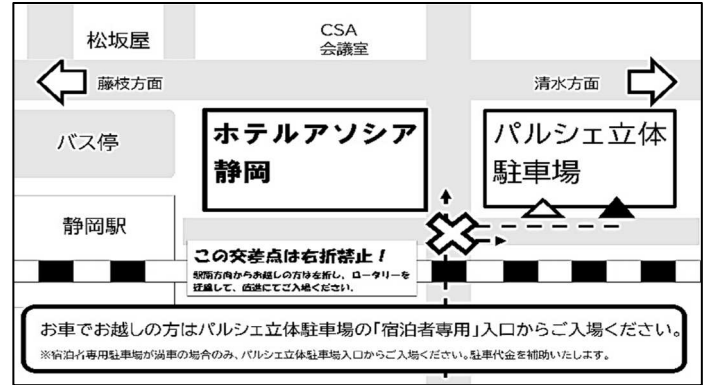 松坂屋
CSA
会議室
藤枝方面
清水方面
バス停
ホテルアソシア
静岡
パルシェ立体
駐車場
静岡駅
この交差点は右折禁止!
駅南方向からお越しの方は左折し、ロータリーを
迂回して、直進にてご入場ください。
お車でお越しの方はパルシェ立体駐車場の「宿泊者専用」入口からご入場ください。
※宿泊者専用駐車場が満車の場合のみ、パルシェ立体駐車場入口からご入場ください。駐車代金を補助いたします。